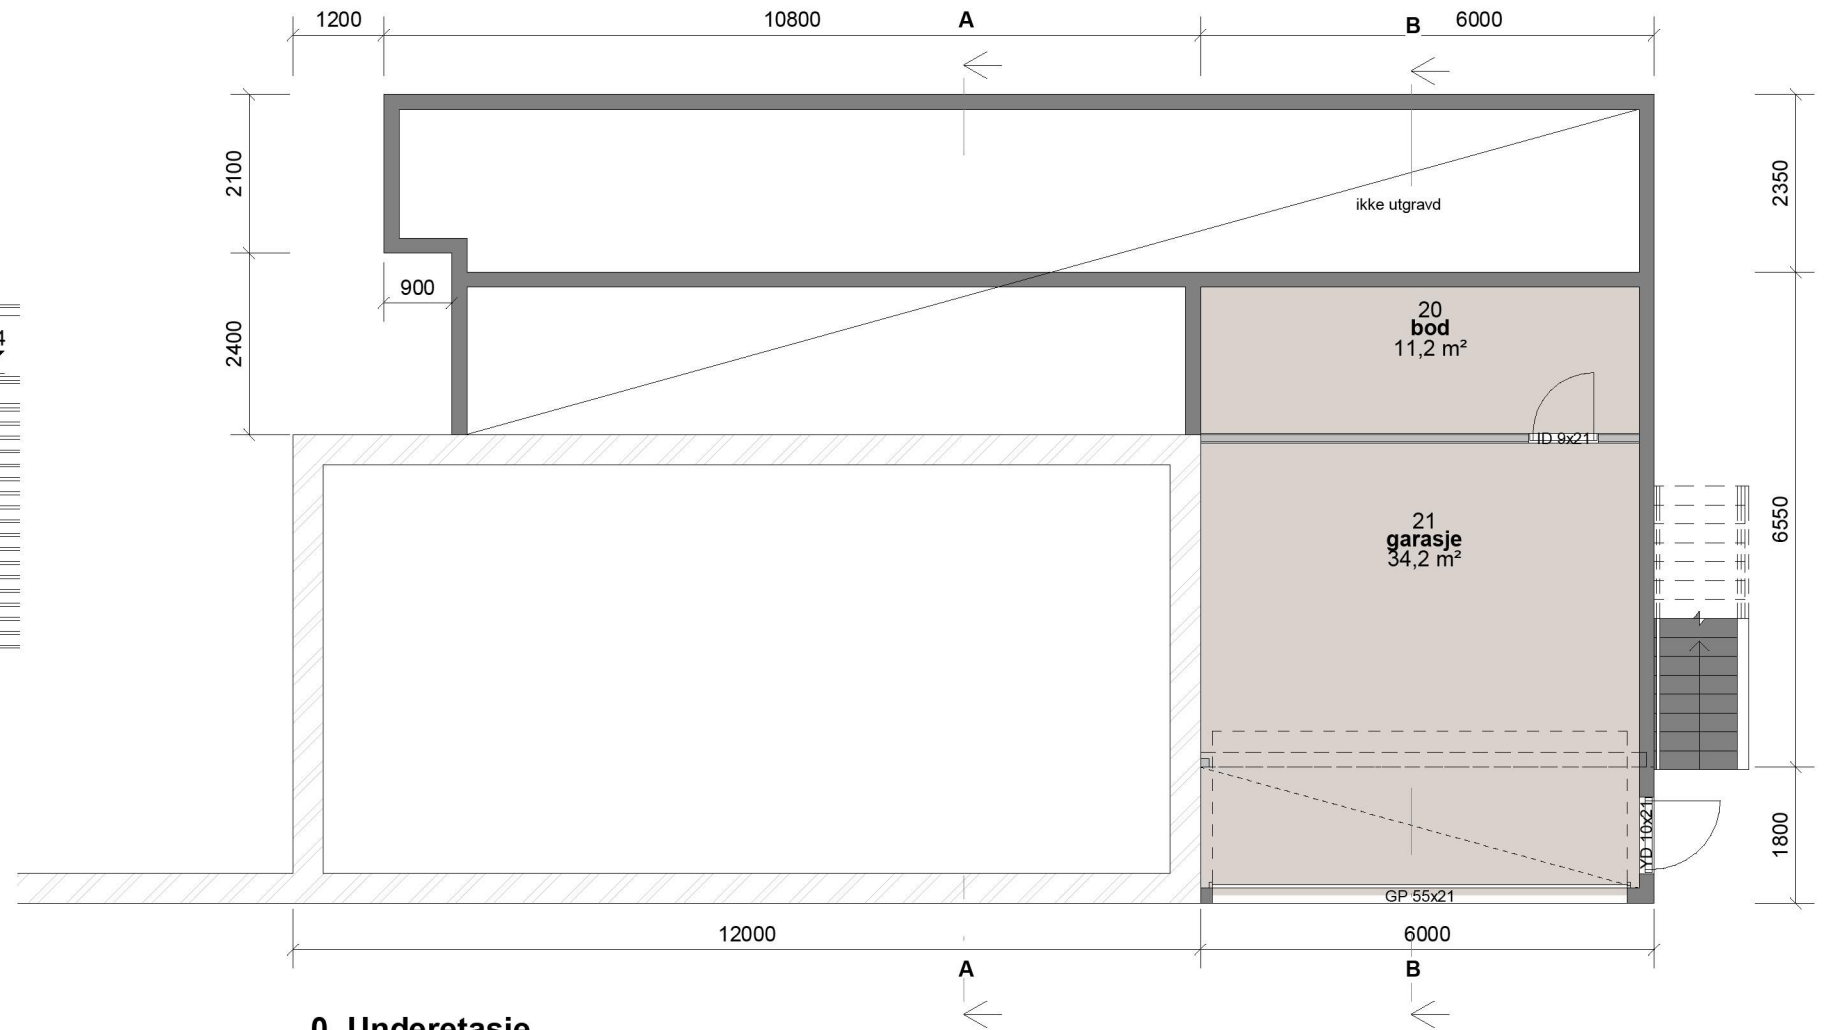 1200
10800
A
B
6000
2100
2350
ikke utgravd
900
2400
20
bod
11,2 m²
4
ID 9x21
21
garasje
34,2 m²
6550
YD 10x21
1800
GP 55x21
12000
6000
A
B
0. Underetasje